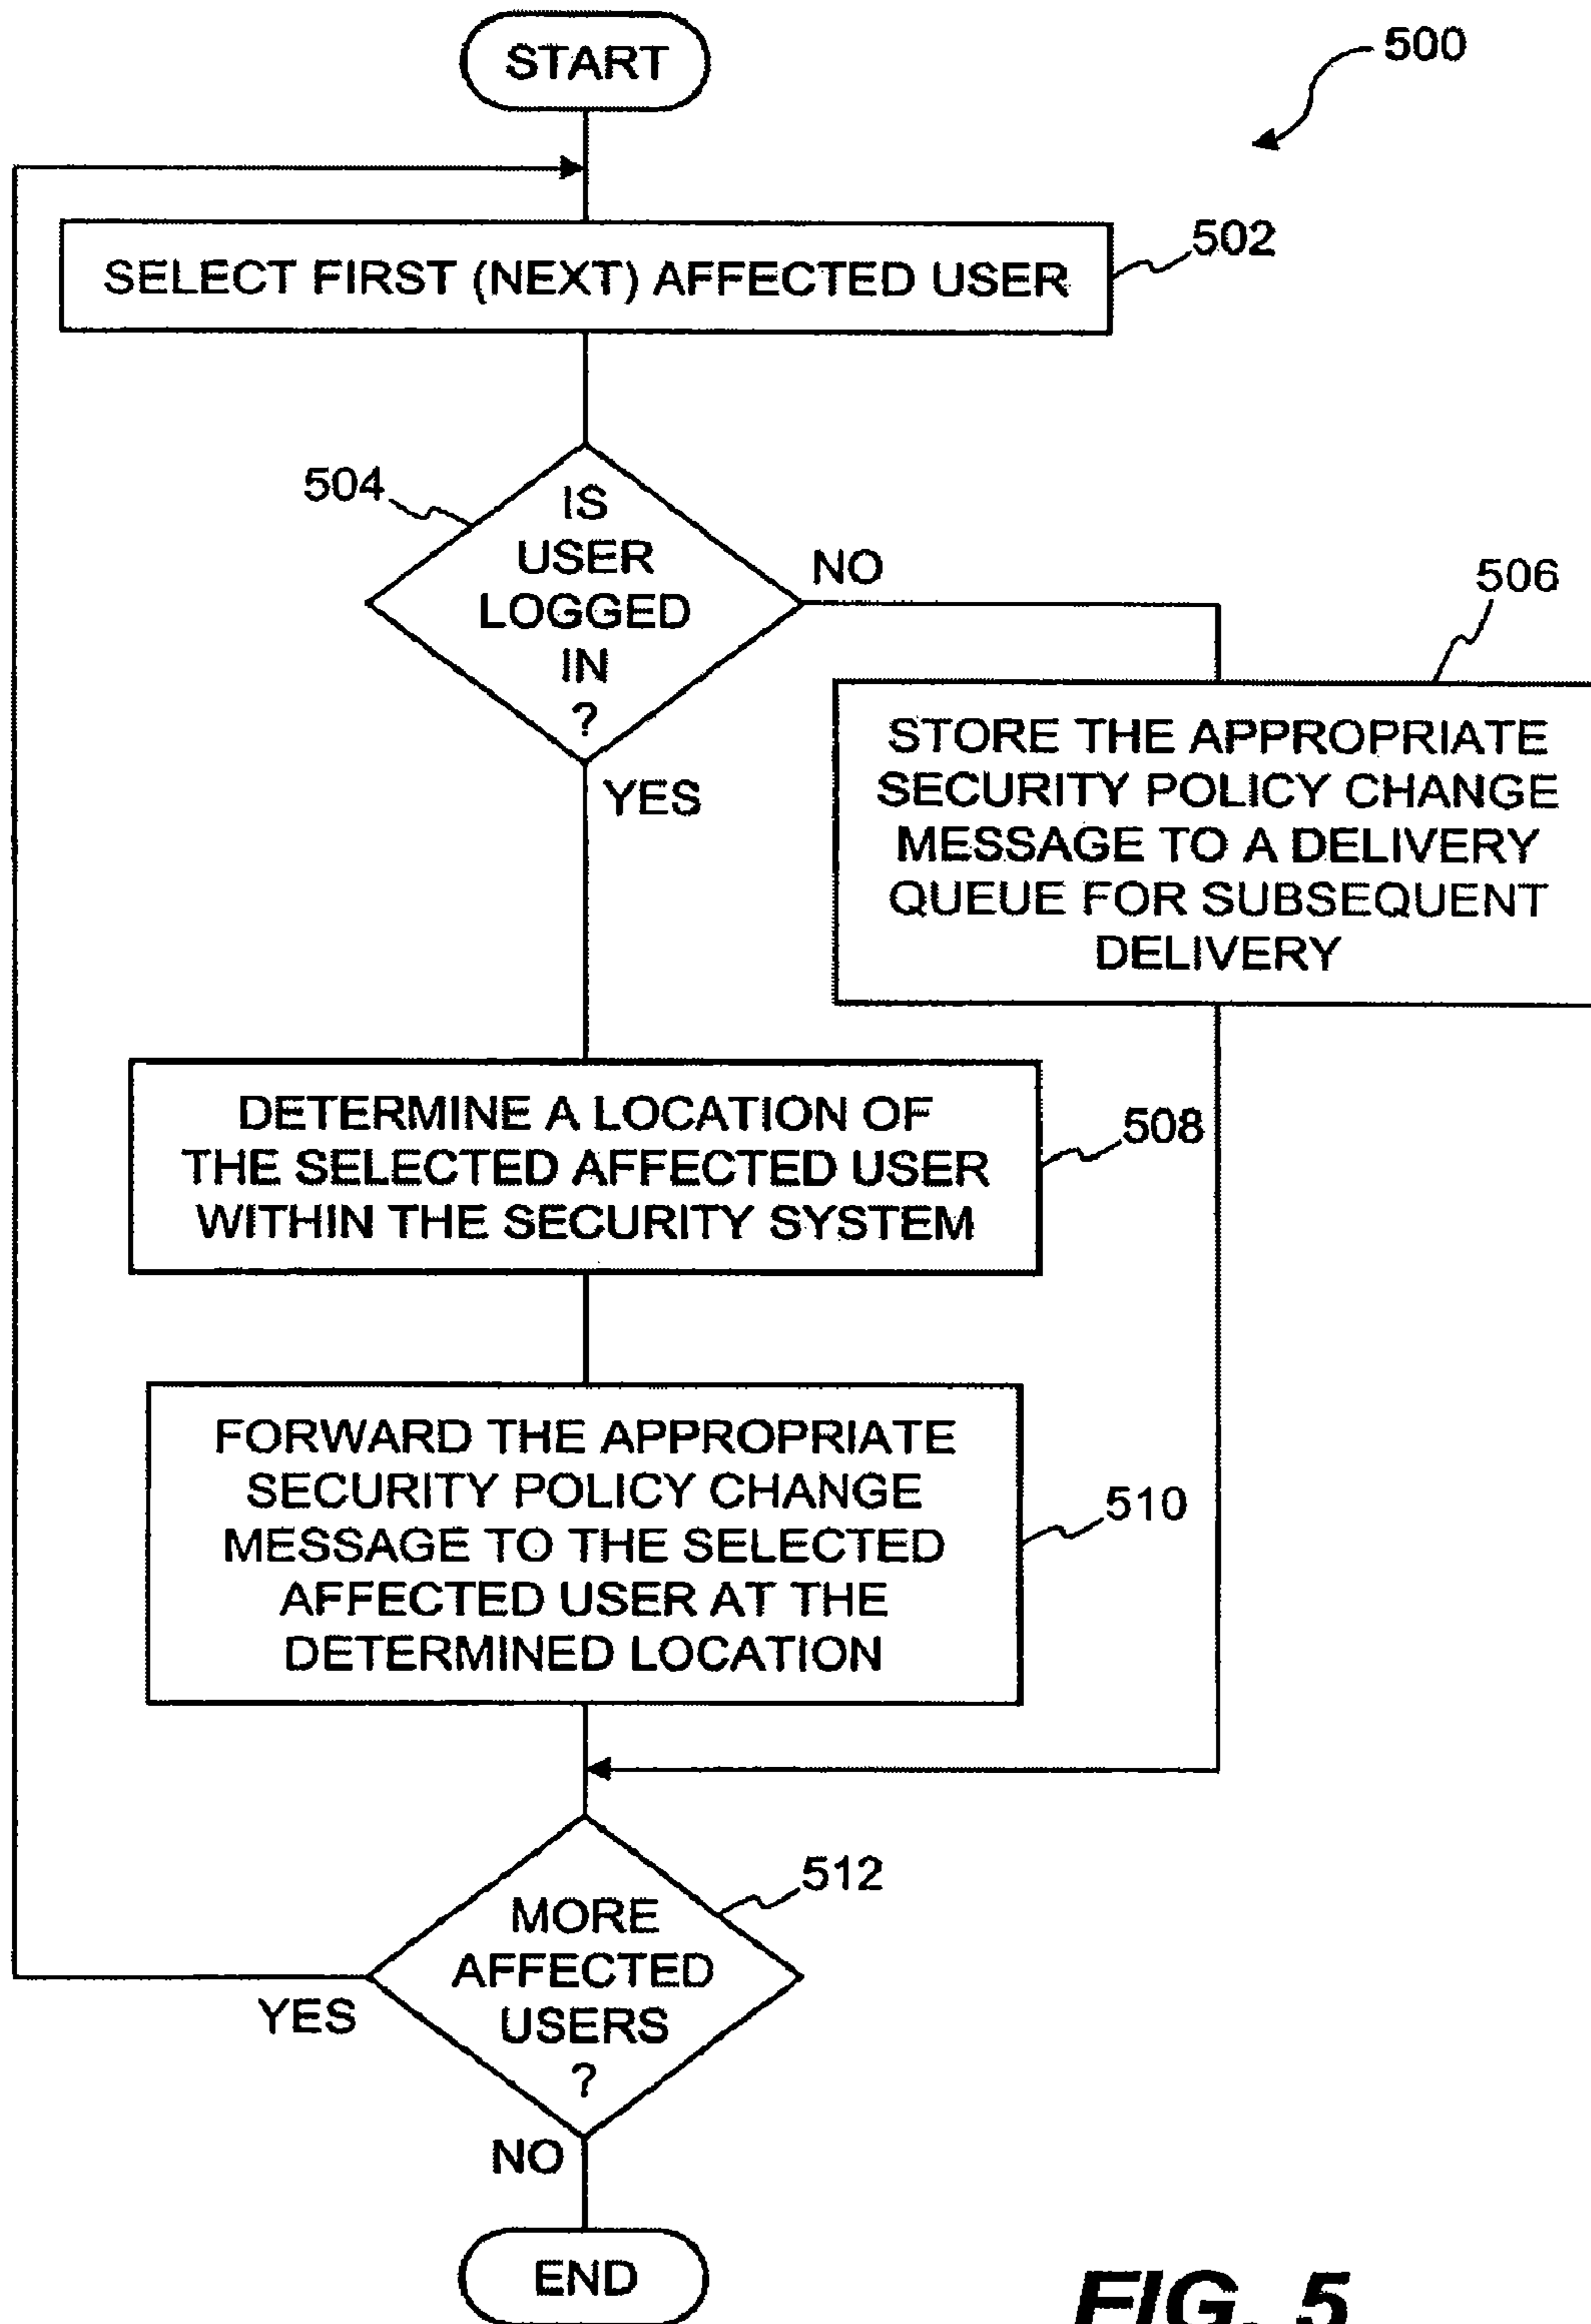 START
500
SELECT FIRST (NEXT) AFFECTED USER
502
504
IS
USER
LOGGED
IN
?
NO
YES
506
STORE THE APPROPRIATE
SECURITY POLICY CHANGE
MESSAGE TO A DELIVERY
QUEUE FOR SUBSEQUENT
DELIVERY
DETERMINE A LOCATION OF
THE SELECTED AFFECTED USER
WITHIN THE SECURITY SYSTEM
508
FORWARD THE APPROPRIATE
SECURITY POLICY CHANGE
MESSAGE TO THE SELECTED
AFFECTED USER AT THE
DETERMINED LOCATION
510
512
MORE
AFFECTED
USERS
?
YES
NO
END
FIG. 5